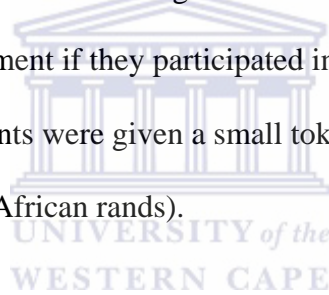 ment if they participated in
nts were given a small tok
African rands).
UNIVERSITY of the
WESTERN CAPE